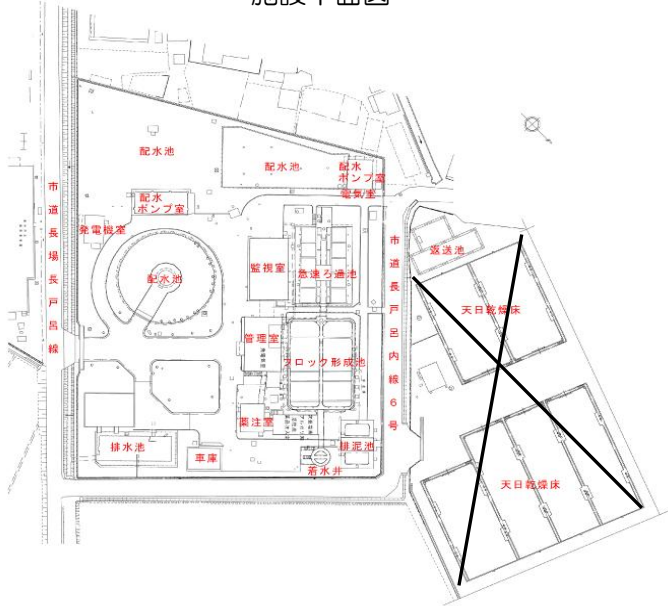 施設平面図
配水池
配水池
配水
ポンプ室
電気室
配水
ポンプ室
発電機室
配水池
監視室
急速ろ過池
返送池
天日乾燥床
市道長場長戸呂線
市道長戸呂内線6号
管理室
フロック形成池
薬注室
排水池
車庫
着水井
排泥池
天日乾燥床